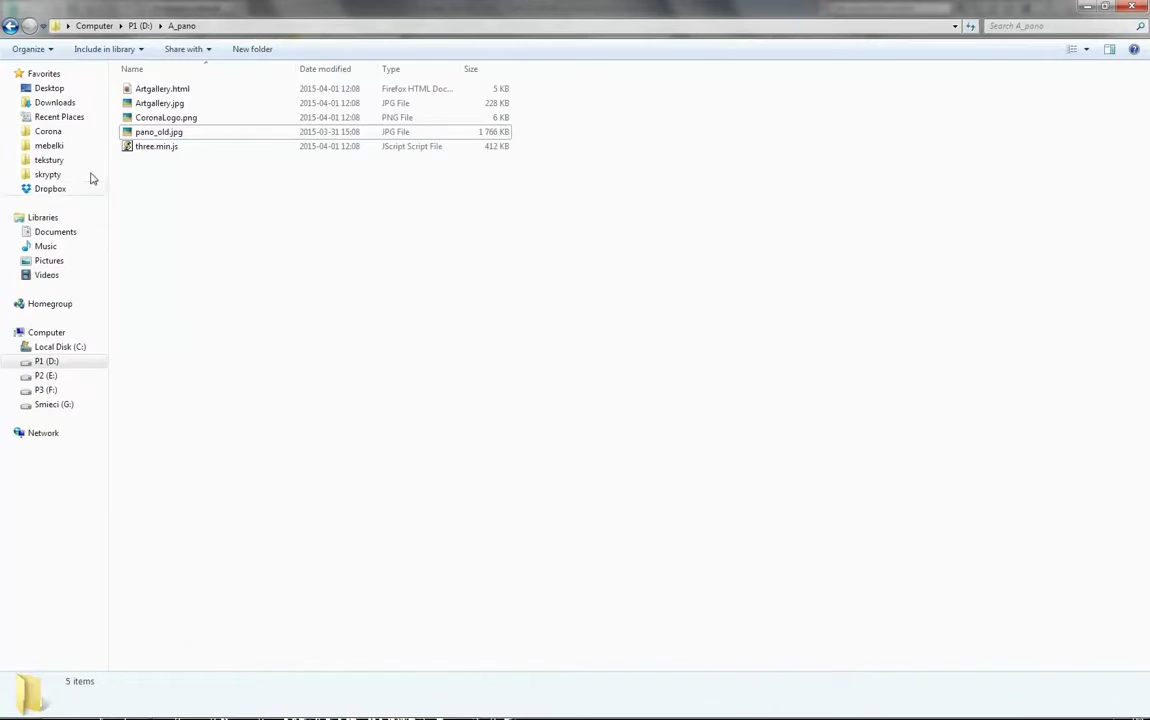 Computer P1 (D:) A_pano
Search A_pano
Organize Include in library Share with New folder
Name Date modified Type Size
Artgallery.html 2015-04-01 12:08 Firefox HTML Doc... 5 KB
Artgallery.jpg 2015-04-01 12:08 JPG File 228 KB
CoronaLogo.png 2015-04-01 12:08 PNG File 6 KB
pano_old.jpg 2015-03-31 15:08 JPG File 1 766 KB
three.min.js 2015-04-01 12:08 JScript Script File 412 KB
Favorites
Desktop
Downloads
Recent Places
Corona
mebelki
tekstury
skrypty
Dropbox
Libraries
Documents
Music
Pictures
Videos
Homegroup
Computer
Local Disk (C:)
P1 (D:)
P2 (E:)
P3 (F:)
Smieci (G:)
Network
5 items